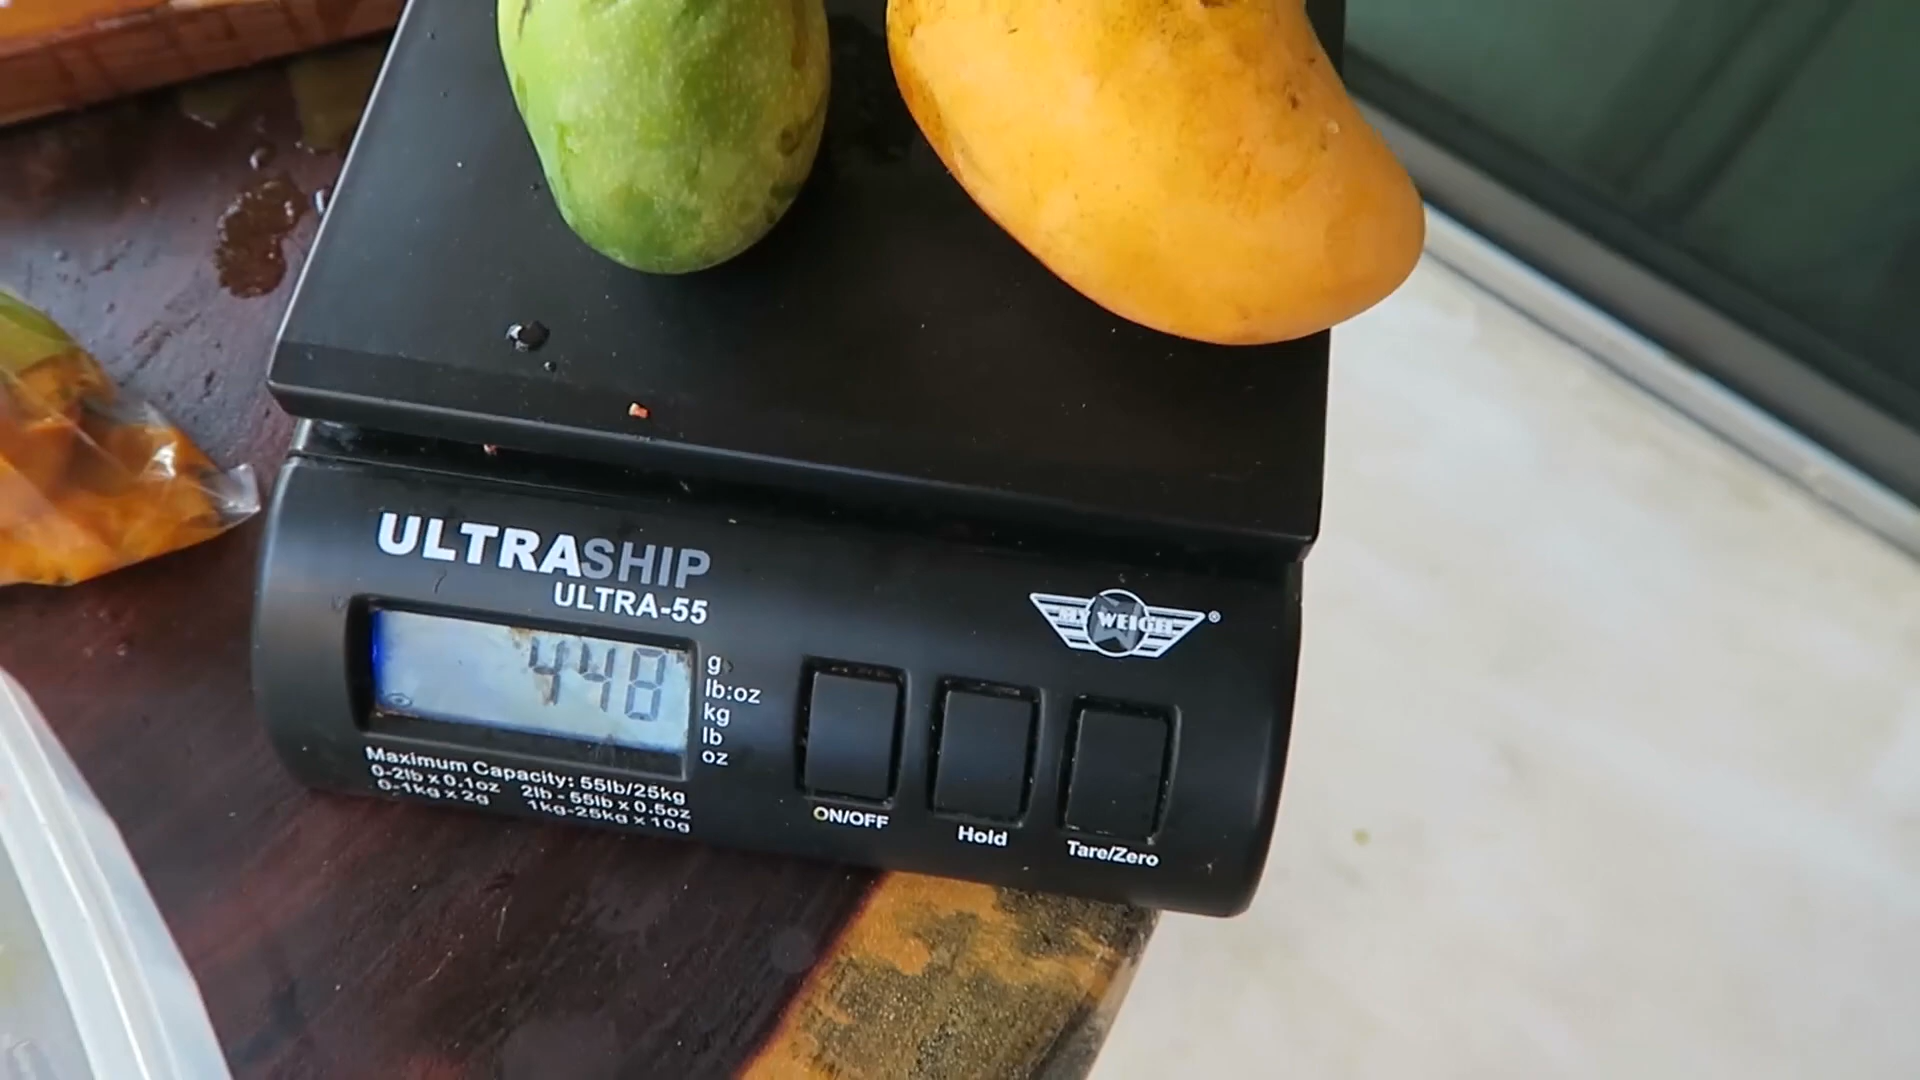 ULTRASHIP
ULTRA-55
448
g
lb:oz
kg
lb
oz
MY WEIGH®
Maximum Capacity: 55lb/25kg
0-2lb x 0.1oz 2lb - 55lb x 0.5oz
0-1kg x 2g 1kg-25kg x 10g
ON/OFF
Hold
Tare/Zero